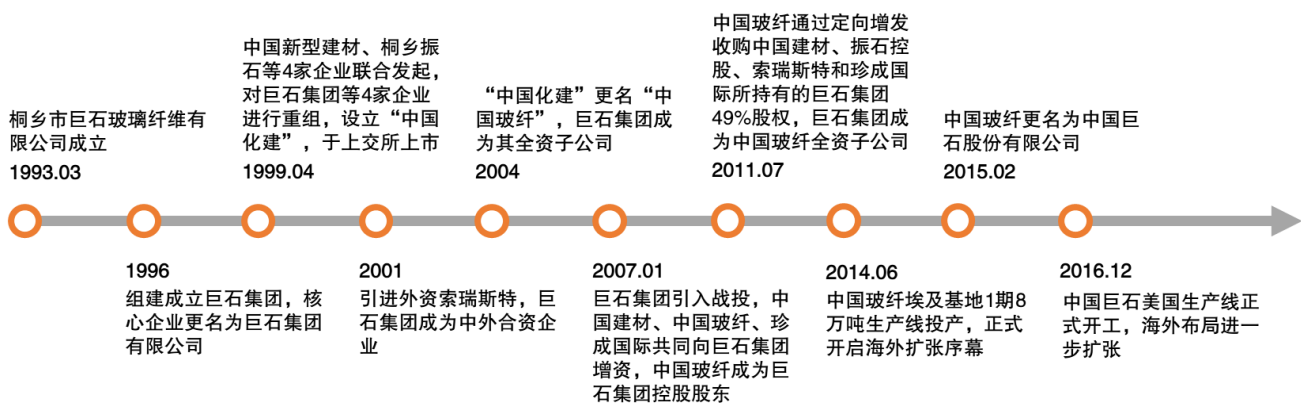 桐乡市巨石玻璃纤维有
限公司成立
1993.03
1996
组建成立巨石集团，核
心企业更名为巨石集团
有限公司
中国新型建材、桐乡振
石等4家企业联合发起，
对巨石集团等4家企业
进行重组，设立“中国
化建”，于上交所上市
1999.04
2001
引进外资索瑞斯特，巨
石集团成为中外合资企
业
“中国化建”更名“中
国玻纤”，巨石集团成
为其全资子公司
2004
2007.01
巨石集团引入战投，中
国建材、中国玻纤、珍
成国际共同向巨石集团
增资，中国玻纤成为巨
石集团控股股东
中国玻纤通过定向增发
收购中国建材、振石控
股、索瑞斯特和珍成国
际所持有的巨石集团
49%股权，巨石集团成
为中国玻纤全资子公司
2011.07
2014.06
中国玻纤埃及基地1期8
万吨生产线投产，正式
开启海外扩张序幕
中国玻纤更名为中国巨
石股份有限公司
2015.02
2016.12
中国巨石美国生产线正
式开工，海外布局进一
步扩张